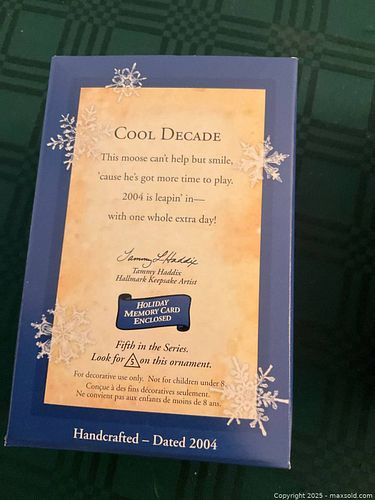 COOL DECADE
This moose can't help but smile,
'cause he's got more time to play.
2004 is leapin' in—
with one whole extra day!
Tammy L Haddix
Tammy Haddix
Hallmark Keepsake Artist
HOLIDAY
MEMORY CARD
ENCLOSED
Fifth in the Series.
Look for 5 on this ornament.
For decorative use only. Not for children under 8.
Conçue à des fins décoratives seulement.
Ne convient pas aux enfants de moins de 8 ans.
Handcrafted – Dated 2004
Copyright 2025 - maxsold.com